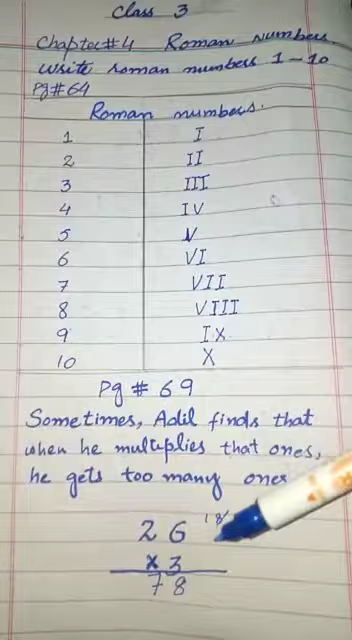 Class 3
Chapter #4 Roman Numbers.
Write roman numbers 1-10
Pg# 64
Roman numbers.
1 I
2 II
3 III
4 IV
5 V
6 VI
7 VII
8 VIII
9 IX
10 X
Pg # 69
Sometimes, Adil finds that
when he multiplies that ones,
he gets too many ones
26 18
x 3
78